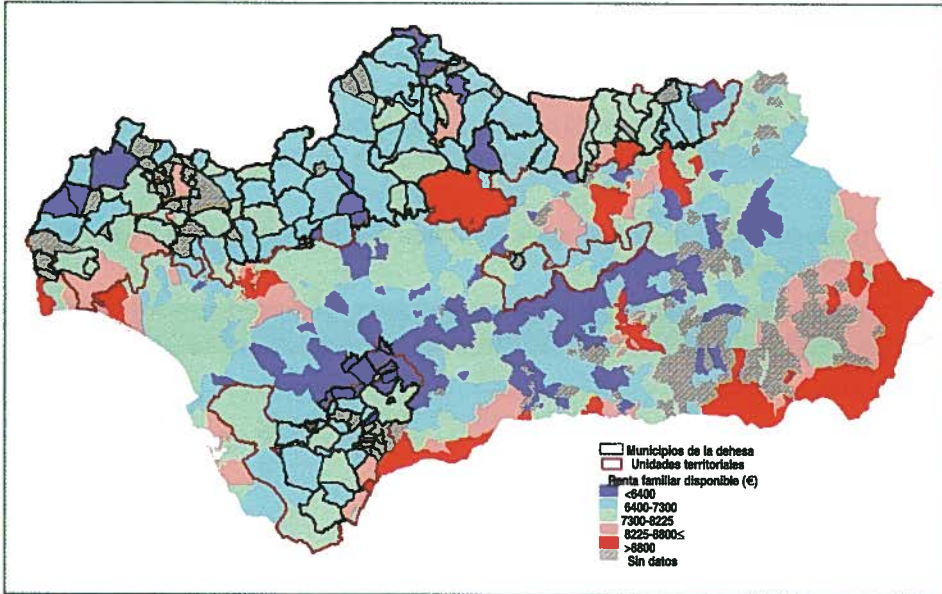 Municipios de la dehesa
Unidades territoriales
Renta familiar disponible (€)
<6400
6400-7300
7300-8225
8225-8800≤
>8800
Sin datos